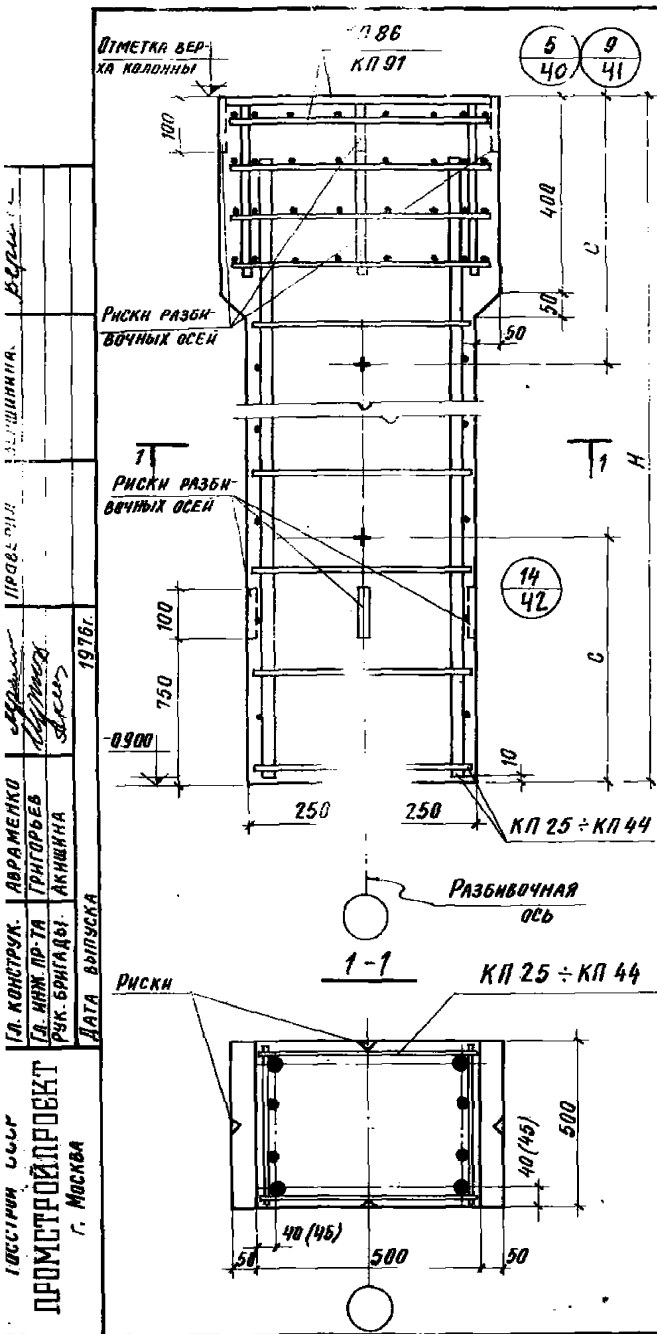 ОТМЕТКА ВЕР-
ХА КОЛОННЫ
86
КП 91
5
40
9
41
100
400
С
50
50
РИСКИ РАЗБИ-
ВОЧНЫХ ОСЕЙ
1
1
Н
РИСКИ РАЗБИ-
ВОЧНЫХ ОСЕЙ
14
42
100
750
С
-0.900
10
250
250
КП 25 ÷ КП 44
РАЗБИВОЧНАЯ
ОСЬ
1-1
РИСКИ
КП 25 ÷ КП 44
500
40(45)
40(45)
50
500
50
ПРОВЕРИЛ
ГЛ. КОНСТРУК. АВРАМЕНКО
ГЛ. ИНЖ. ПР-ТА ГРИГОРЬЕВ
РУК. БРИГАДЫ. АКИШИНА
ДАТА ВЫПУСКА 1976г.
ГОССТРОЙ СССР
ПРОМСТРОЙПРОЕКТ
г. МОСКВА